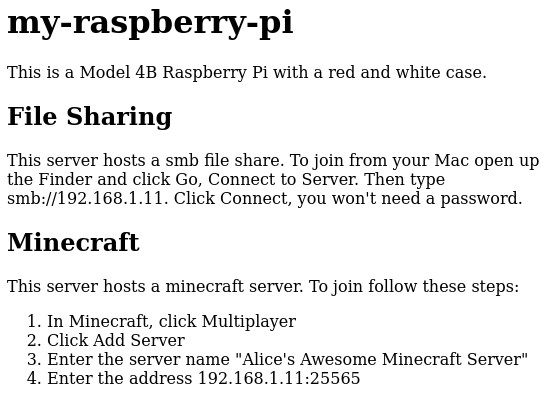 my-raspberry-pi
This is a Model 4B Raspberry Pi with a red and white case.
File Sharing
This server hosts a smb file share. To join from your Mac open up
the Finder and click Go, Connect to Server. Then type
smb://192.168.1.11. Click Connect, you won't need a password.
Minecraft
This server hosts a minecraft server. To join follow these steps:
1. In Minecraft, click Multiplayer
2. Click Add Server
3. Enter the server name "Alice's Awesome Minecraft Server"
4. Enter the address 192.168.1.11:25565